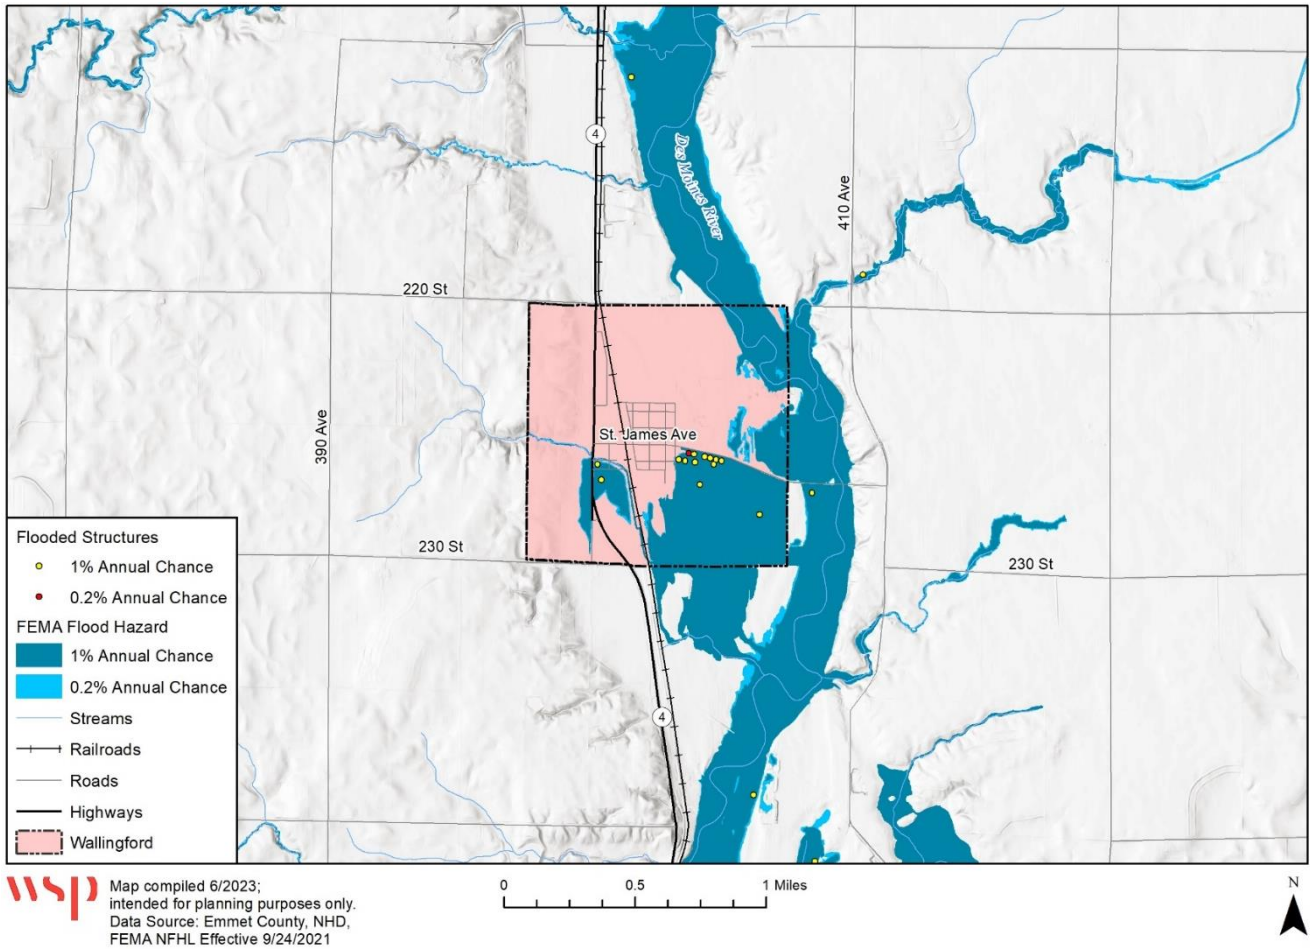 4
Des Moines River
410 Ave
220 St
390 Ave
St. James Ave
230 St
230 St
4
Flooded Structures
1% Annual Chance
0.2% Annual Chance
FEMA Flood Hazard
1% Annual Chance
0.2% Annual Chance
Streams
Railroads
Roads
Highways
Wallingford
wsp
Map compiled 6/2023;
intended for planning purposes only.
Data Source: Emmet County, NHD,
FEMA NFHL Effective 9/24/2021
0 0.5 1 Miles
N